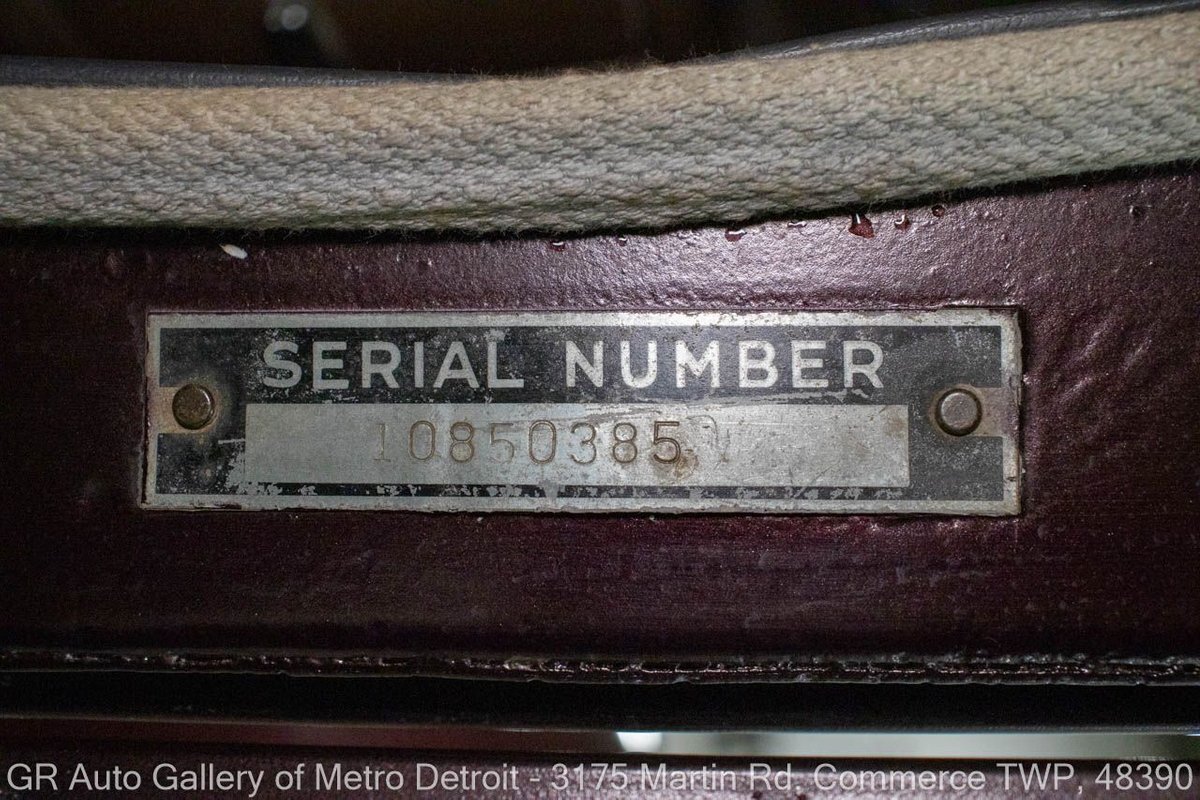 SERIAL NUMBER
10850385
GR Auto Gallery of Metro Detroit - 3175 Martin Rd. Commerce TWP, 48390